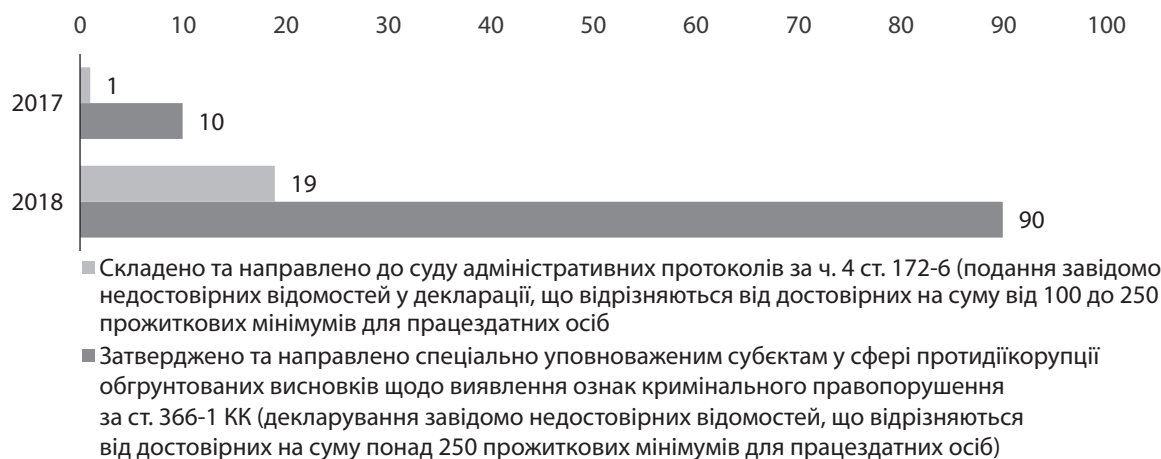 0 10 20 30 40 50 60 70 80 90 100
2017
1
10
2018
19
90
Складено та направлено до суду адміністративних протоколів за ч. 4 ст. 172-6 (подання завідомо
недостовірних відомостей у декларації, що відрізняються від достовірних на суму від 100 до 250
прожиткових мінімумів для працездатних осіб
Затверджено та направлено спеціально уповноваженим субєктам у сфері протидіїкорупції
обгрунтованих висновків щодо виявлення ознак кримінального правопорушення
за ст. 366-1 КК (декларування завідомо недостовірних відомостей, що відрізняються
від достовірних на суму понад 250 прожиткових мінімумів для працездатних осіб)